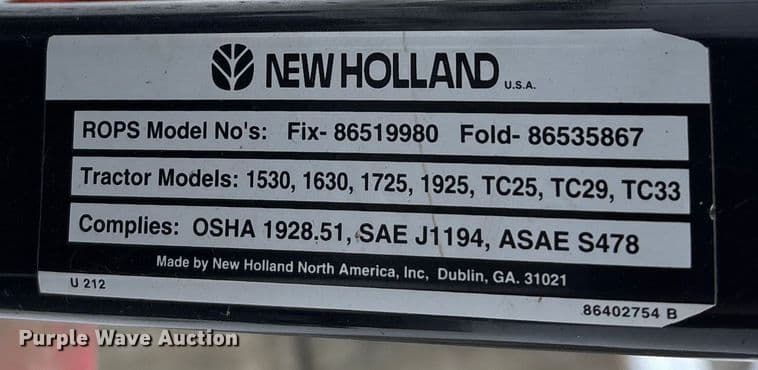 NEW HOLLAND U.S.A.
ROPS Model No's: Fix- 86519980 Fold- 86535867
Tractor Models: 1530, 1630, 1725, 1925, TC25, TC29, TC33
Complies: OSHA 1928.51, SAE J1194, ASAE S478
Made by New Holland North America, Inc, Dublin, GA. 31021
U 212
86402754 B
Purple Wave Auction